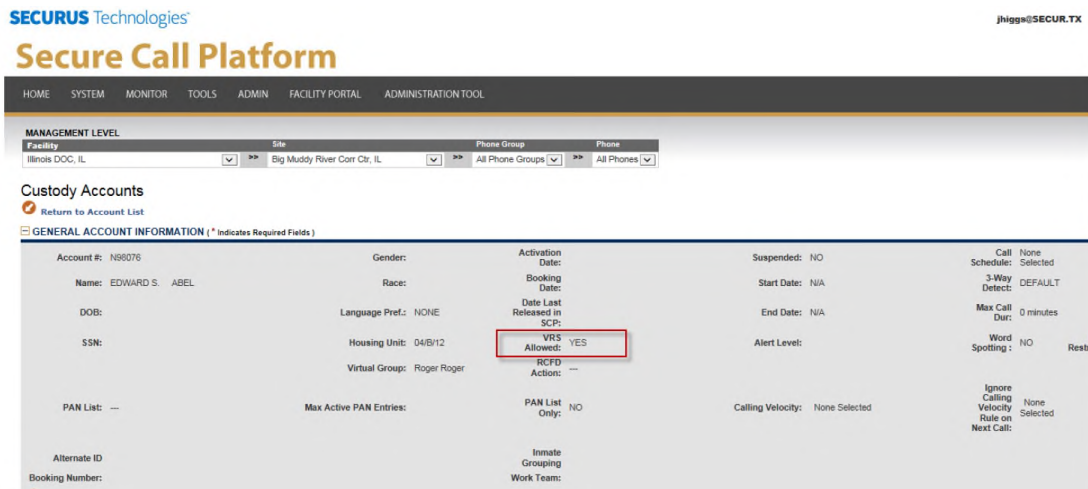 SECURUS Technologies
jhiggs@SECUR.TX
Secure Call Platform
HOME SYSTEM MONITOR TOOLS ADMIN FACILITY PORTAL ADMINISTRATION TOOL
MANAGEMENT LEVEL
Facility Site Phone Group Phone
Illinois DOC, IL >> Big Muddy River Corr Ctr, IL >> All Phone Groups >> All Phones
Custody Accounts
Return to Account List
GENERAL ACCOUNT INFORMATION ( * Indicates Required Fields )
Account #: N98076 Gender: Activation Date: Suspended: NO Call Schedule: None Selected
Name: EDWARD S. ABEL Race: Booking Date: Start Date: N/A 3-Way Detect: DEFAULT
DOB: Language Pref.: NONE Date Last Released in SCP: End Date: N/A Max Call Dur: 0 minutes
SSN: Housing Unit: 04/B/12 VRS Allowed: YES Alert Level: Word Spotting : NO Restr
Virtual Group: Roger Roger RCFD Action: ---
PAN List: --- Max Active PAN Entries: PAN List Only: NO Calling Velocity: None Selected Ignore Calling Velocity Rule on Next Call: None Selected
Alternate ID Inmate Grouping
Booking Number: Work Team: